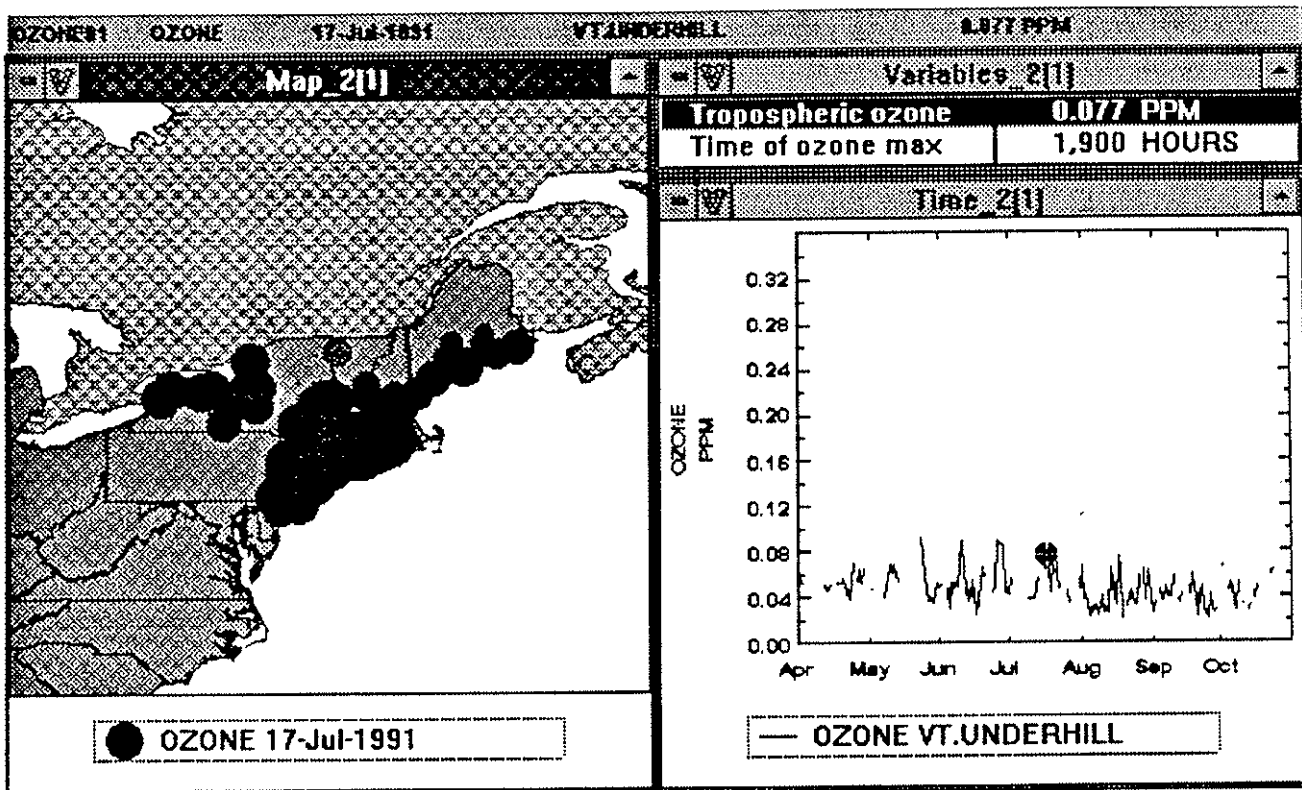 OZONE91 OZONE 17-Jul-1991 VT.UNDERHILL 0.077 PPM
Map_2[1]
Variables_2[1]
Tropospheric ozone 0.077 PPM
Time of ozone max 1,900 HOURS
Time_2[1]
0.32
0.28
0.24
0.20
0.16
0.12
0.08
0.04
0.00
OZONE
PPM
Apr May Jun Jul Aug Sep Oct
OZONE 17-Jul-1991
OZONE VT.UNDERHILL